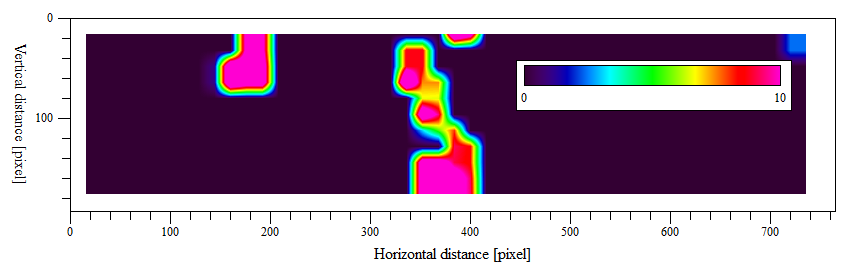 0
100
Vertical distance [pixel]
0 10
0 100 200 300 400 500 600 700
Horizontal distance [pixel]